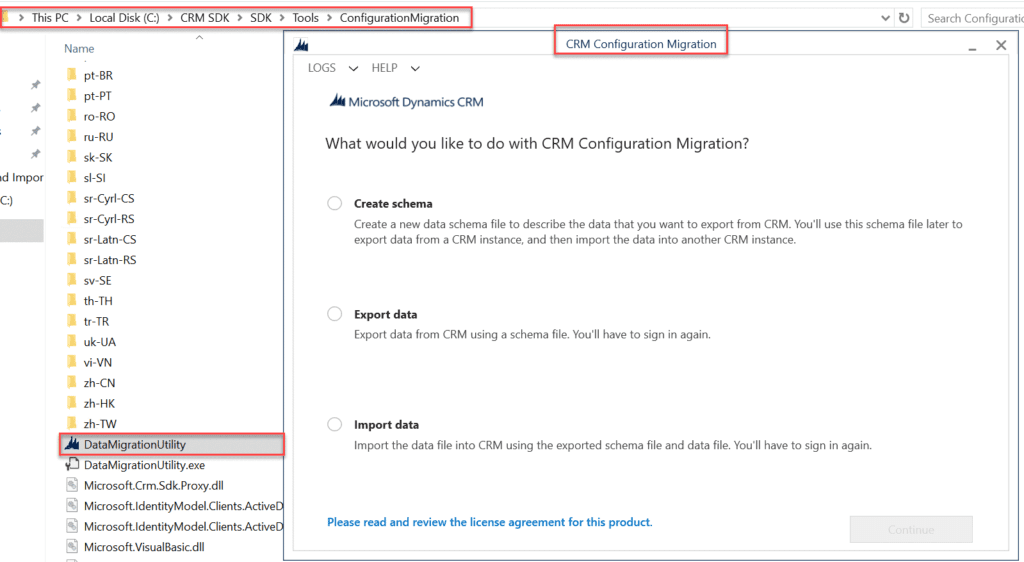 This PC > Local Disk (C:) > CRM SDK > SDK > Tools > ConfigurationMigration
Search Configuratio
Name
pt-BR
pt-PT
ro-RO
ru-RU
sk-SK
sl-SI
sr-Cyrl-CS
sr-Cyrl-RS
sr-Latn-CS
sr-Latn-RS
sv-SE
th-TH
tr-TR
uk-UA
vi-VN
zh-CN
zh-HK
zh-TW
DataMigrationUtility
DataMigrationUtility.exe
Microsoft.Crm.Sdk.Proxy.dll
Microsoft.IdentityModel.Clients.ActiveD
Microsoft.IdentityModel.Clients.ActiveD
Microsoft.VisualBasic.dll
nd Impor
C:)
CRM Configuration Migration
LOGS HELP
Microsoft Dynamics CRM
What would you like to do with CRM Configuration Migration?
Create schema
Create a new data schema file to describe the data that you want to export from CRM. You'll use this schema file later to
export data from a CRM instance, and then import the data into another CRM instance.
Export data
Export data from CRM using a schema file. You'll have to sign in again.
Import data
Import the data file into CRM using the exported schema file and data file. You'll have to sign in again.
Please read and review the license agreement for this product.
Continue